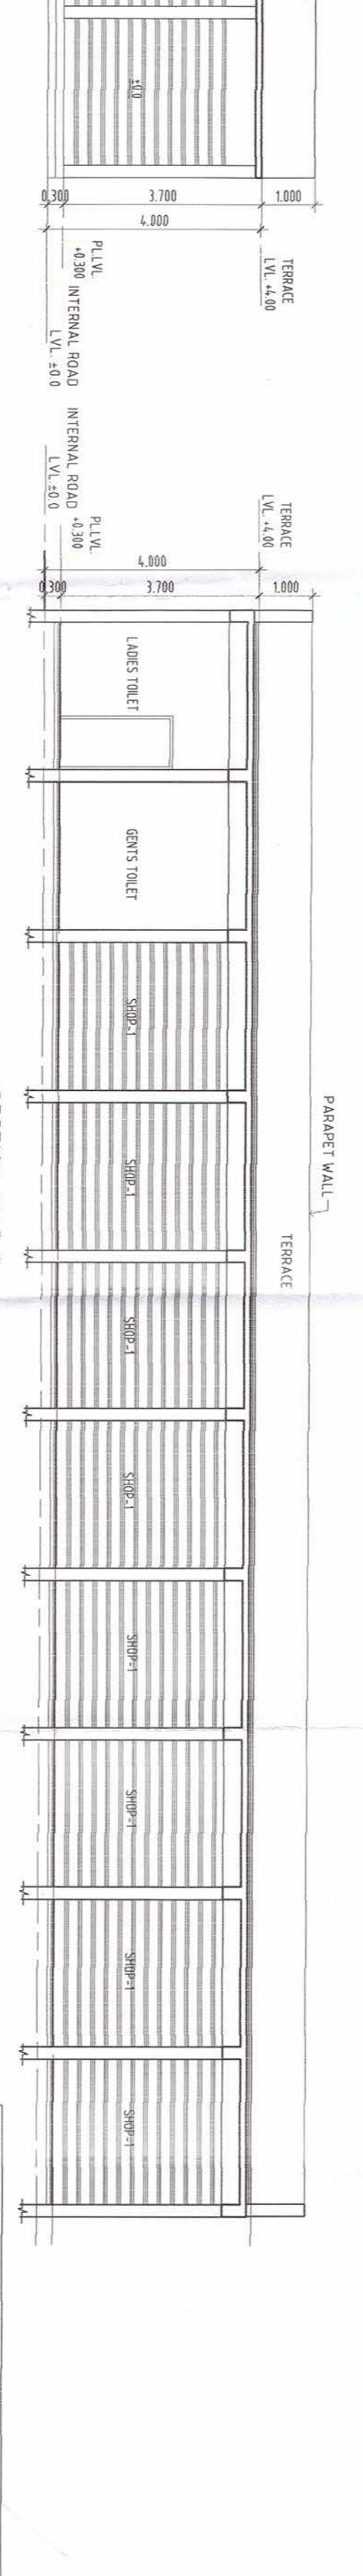 ±0.0
0.300
3.700
1.000
4.000
TERRACE
LVL. +4.00
PL.LVL.
+0.300
INTERNAL ROAD
LVL. ±0.0
TERRACE
LVL. +4.00
PL.LVL.
+0.300
INTERNAL ROAD
LVL.±0.0
4.000
0.300
3.700
1.000
LADIES TOILET
GENTS TOILET
SHOP-1
SHOP-1
SHOP-1
SHOP-1
SHOP-1
SHOP-1
SHOP-1
SHOP-1
PARAPET WALL
TERRACE